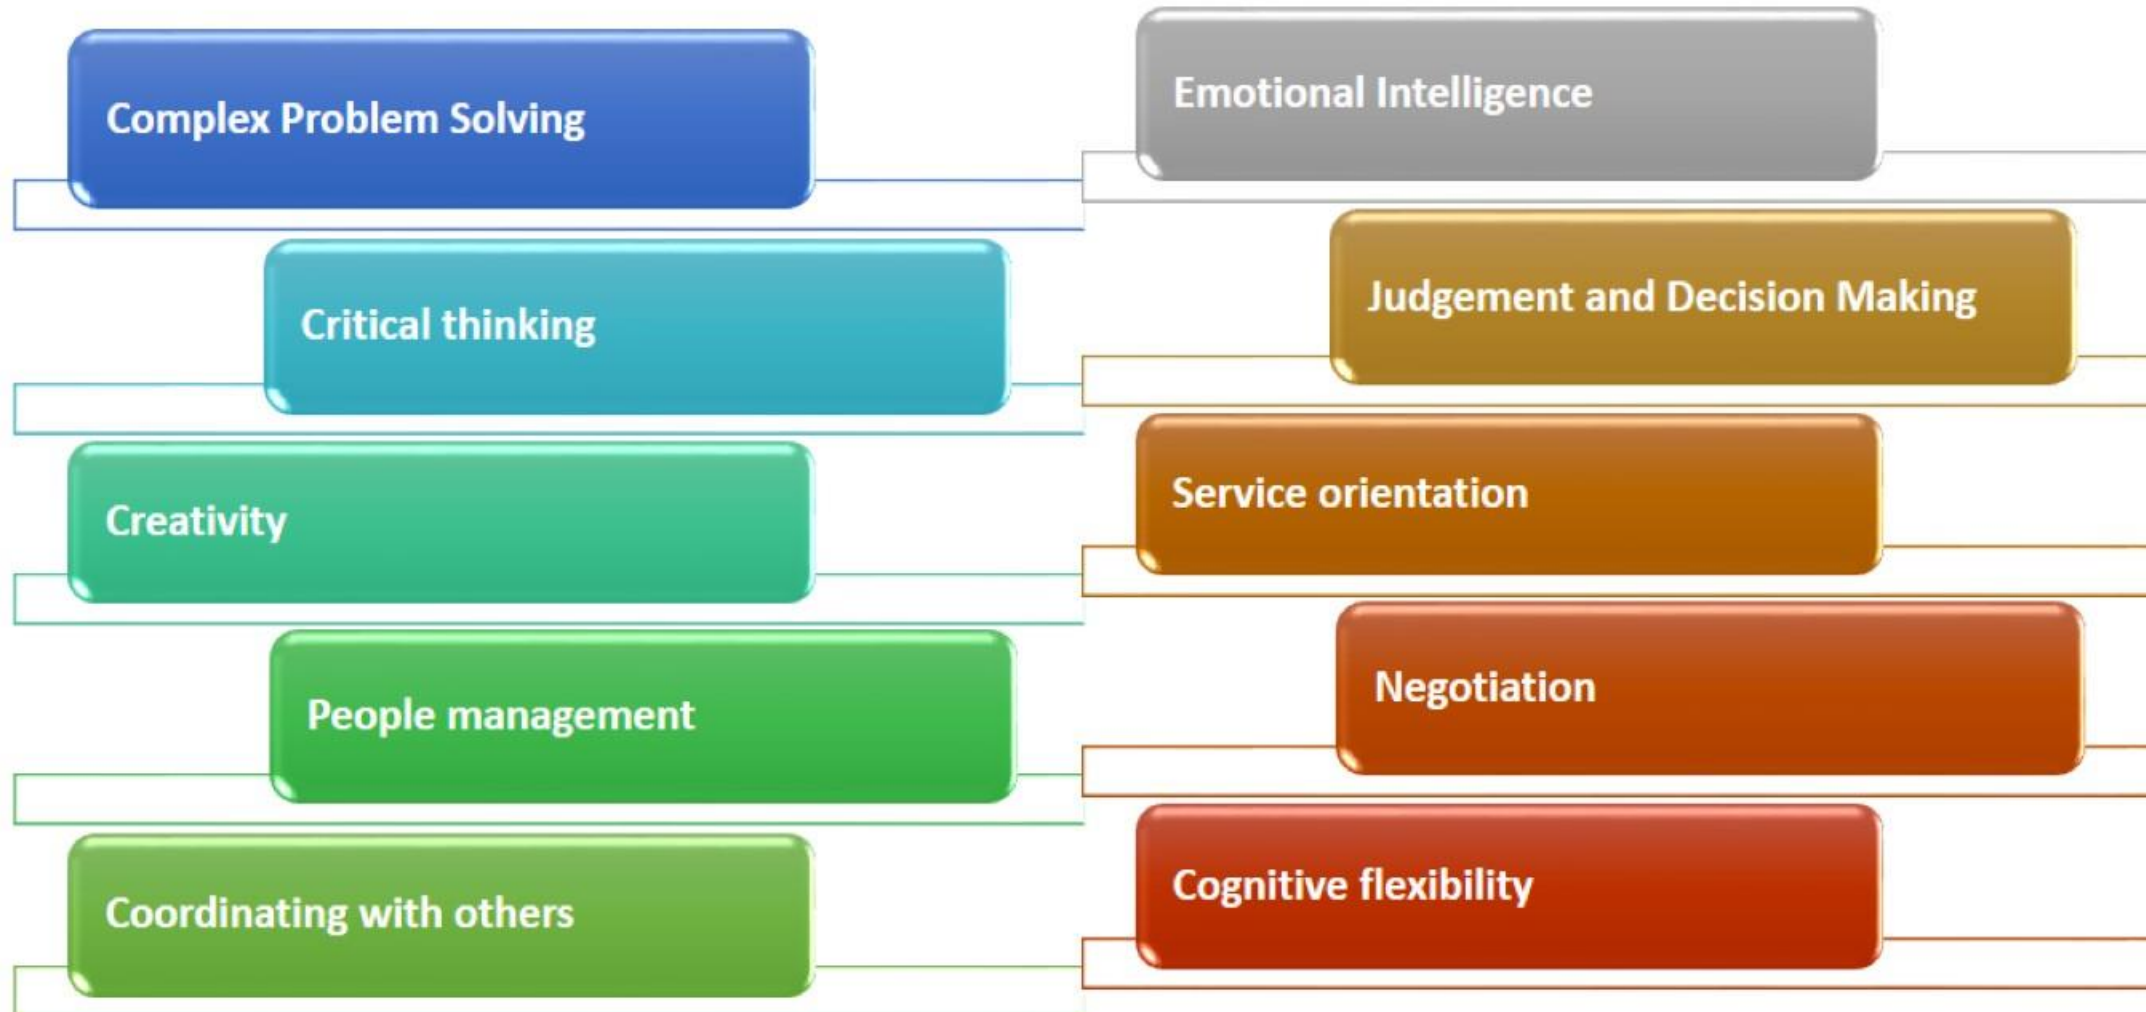 Complex Problem Solving
Critical thinking
Creativity
People management
Coordinating with others
Emotional Intelligence
Judgement and Decision Making
Service orientation
Negotiation
Cognitive flexibility